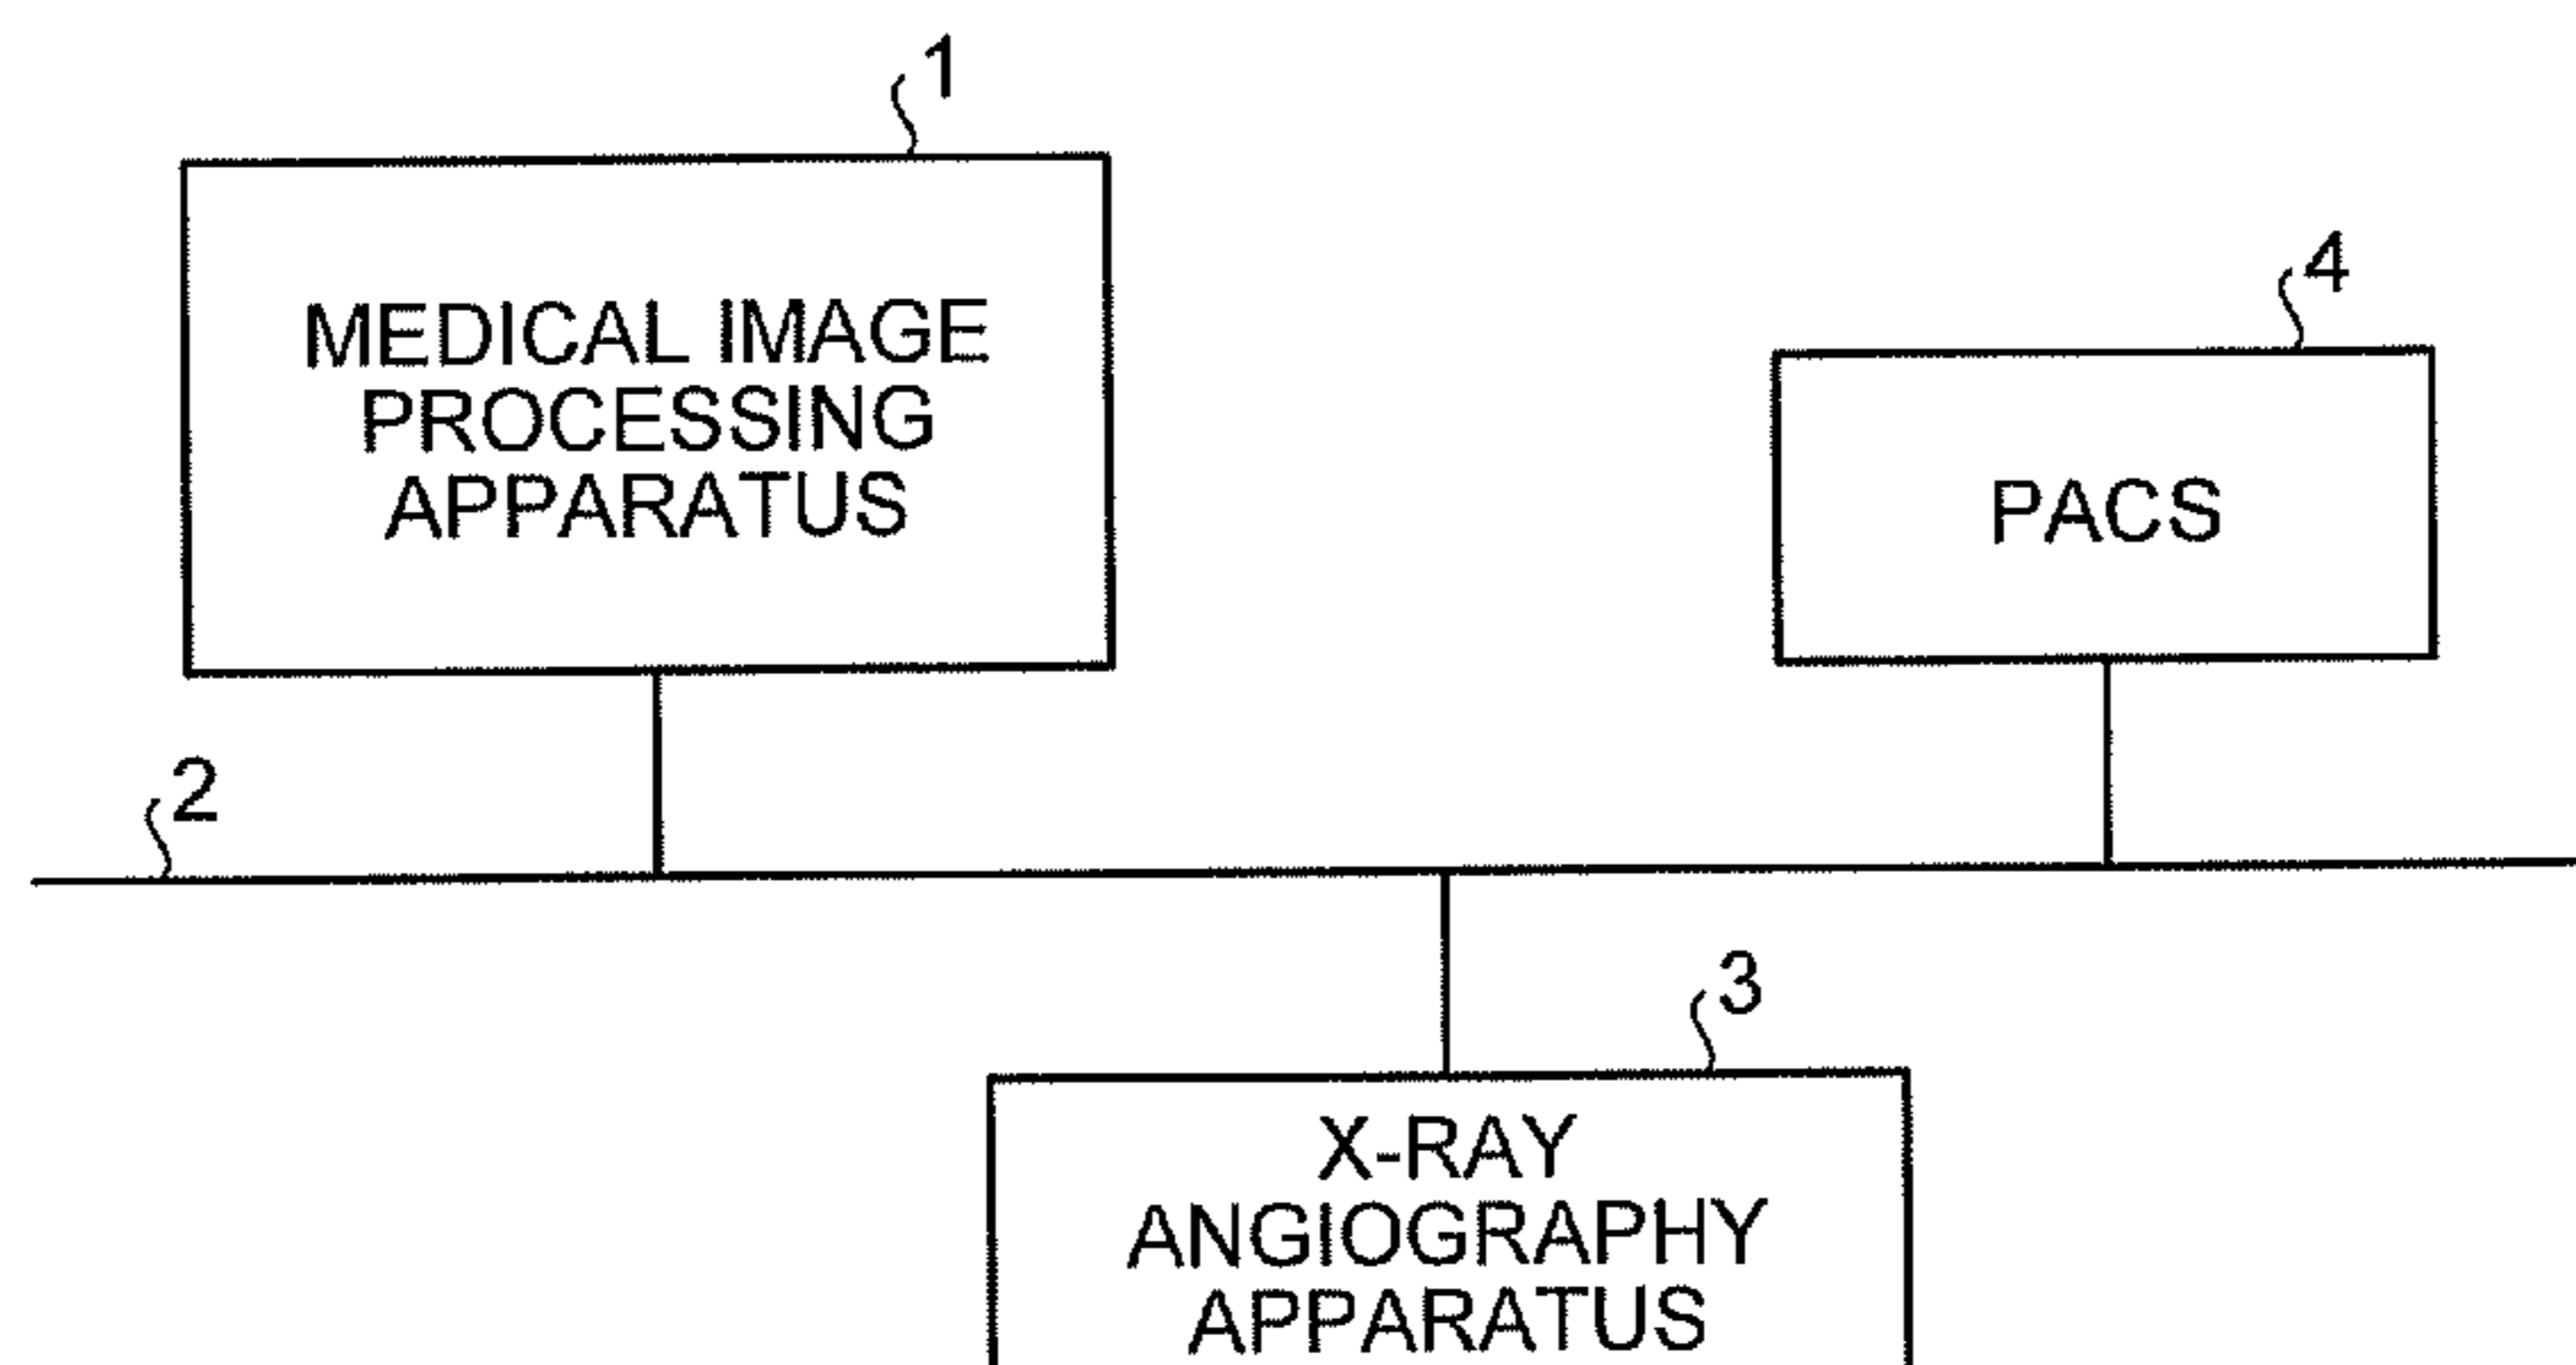 1
MEDICAL IMAGE
PROCESSING
APPARATUS
4
PACS
2
3
X-RAY
ANGIOGRAPHY
APPARATUS